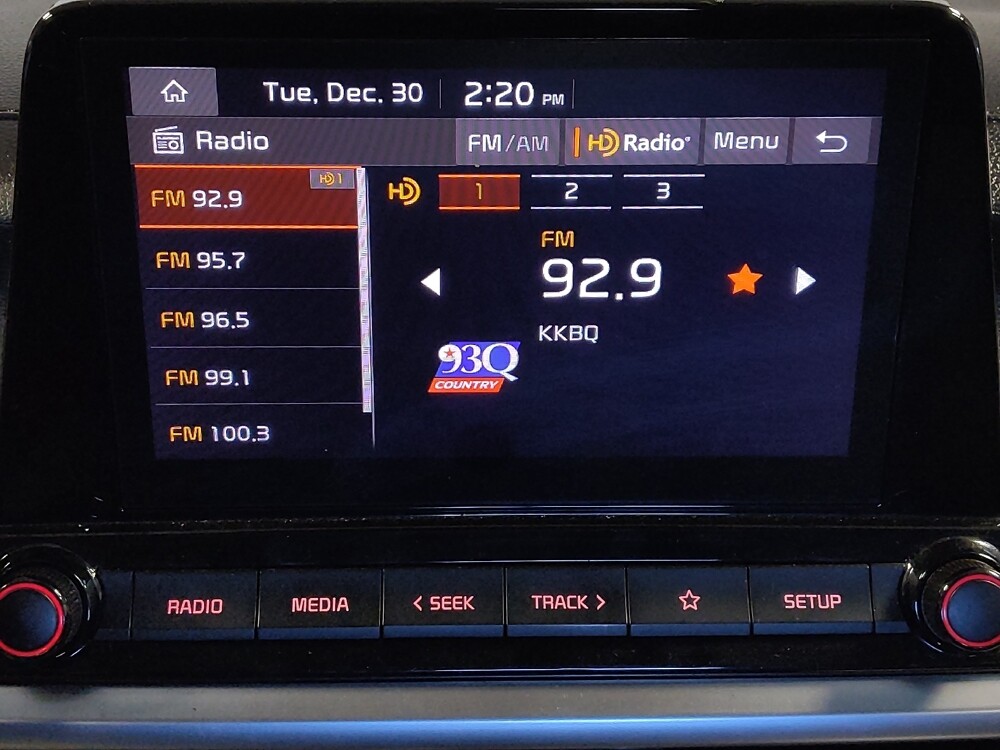 Tue, Dec. 30 2:20 PM
Radio FM/AM HD Radio® Menu
HD 1
FM 92.9
FM 95.7
FM 96.5
FM 99.1
FM 100.3
HD 1 2 3
FM
92.9
KKBQ
93Q
COUNTRY
RADIO MEDIA < SEEK TRACK > SETUP